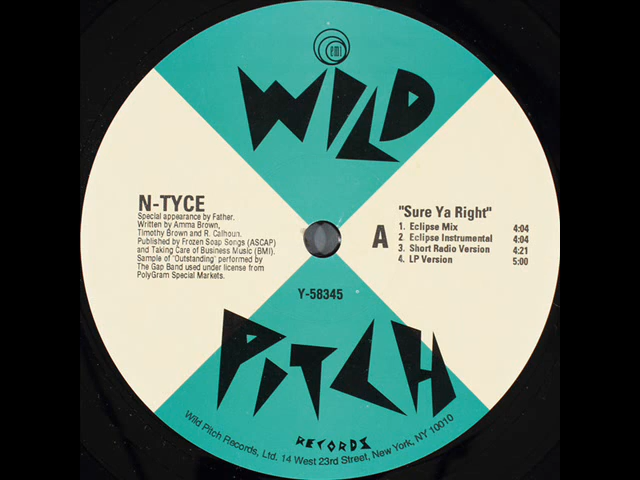 emi
WILD
N-TYCE
Special appearance by Father.
Written by Amma Brown,
Timothy Brown and R. Calhoun.
Published by Frozen Soap Songs (ASCAP)
and Taking Care of Business Music (BMI).
Sample of "Outstanding" performed by
The Gap Band used under license from
PolyGram Special Markets.
A
"Sure Ya Right"
1. Eclipse Mix 4:04
2. Eclipse Instrumental 4:04
3. Short Radio Version 4:21
4. LP Version 5:00
Y-58345
PITCH
RECORDS
Wild Pitch Records, Ltd. 14 West 23rd Street, New York, NY 10010